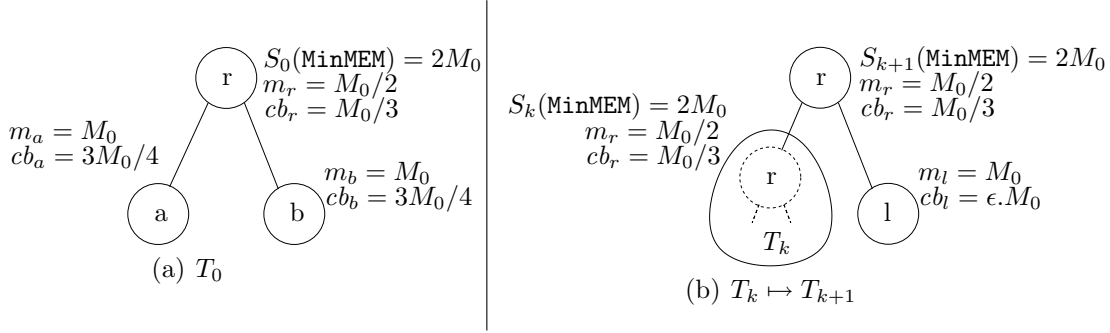 r
S_0(MinMEM) = 2M_0
m_r = M_0/2
cb_r = M_0/3
m_a = M_0
cb_a = 3M_0/4
m_b = M_0
cb_b = 3M_0/4
a
b
(a) T_0
r
S_{k+1}(MinMEM) = 2M_0
m_r = M_0/2
cb_r = M_0/3
S_k(MinMEM) = 2M_0
m_r = M_0/2
cb_r = M_0/3
r
T_k
m_l = M_0
cb_l = ϵ.M_0
l
(b) T_k ↦ T_{k+1}